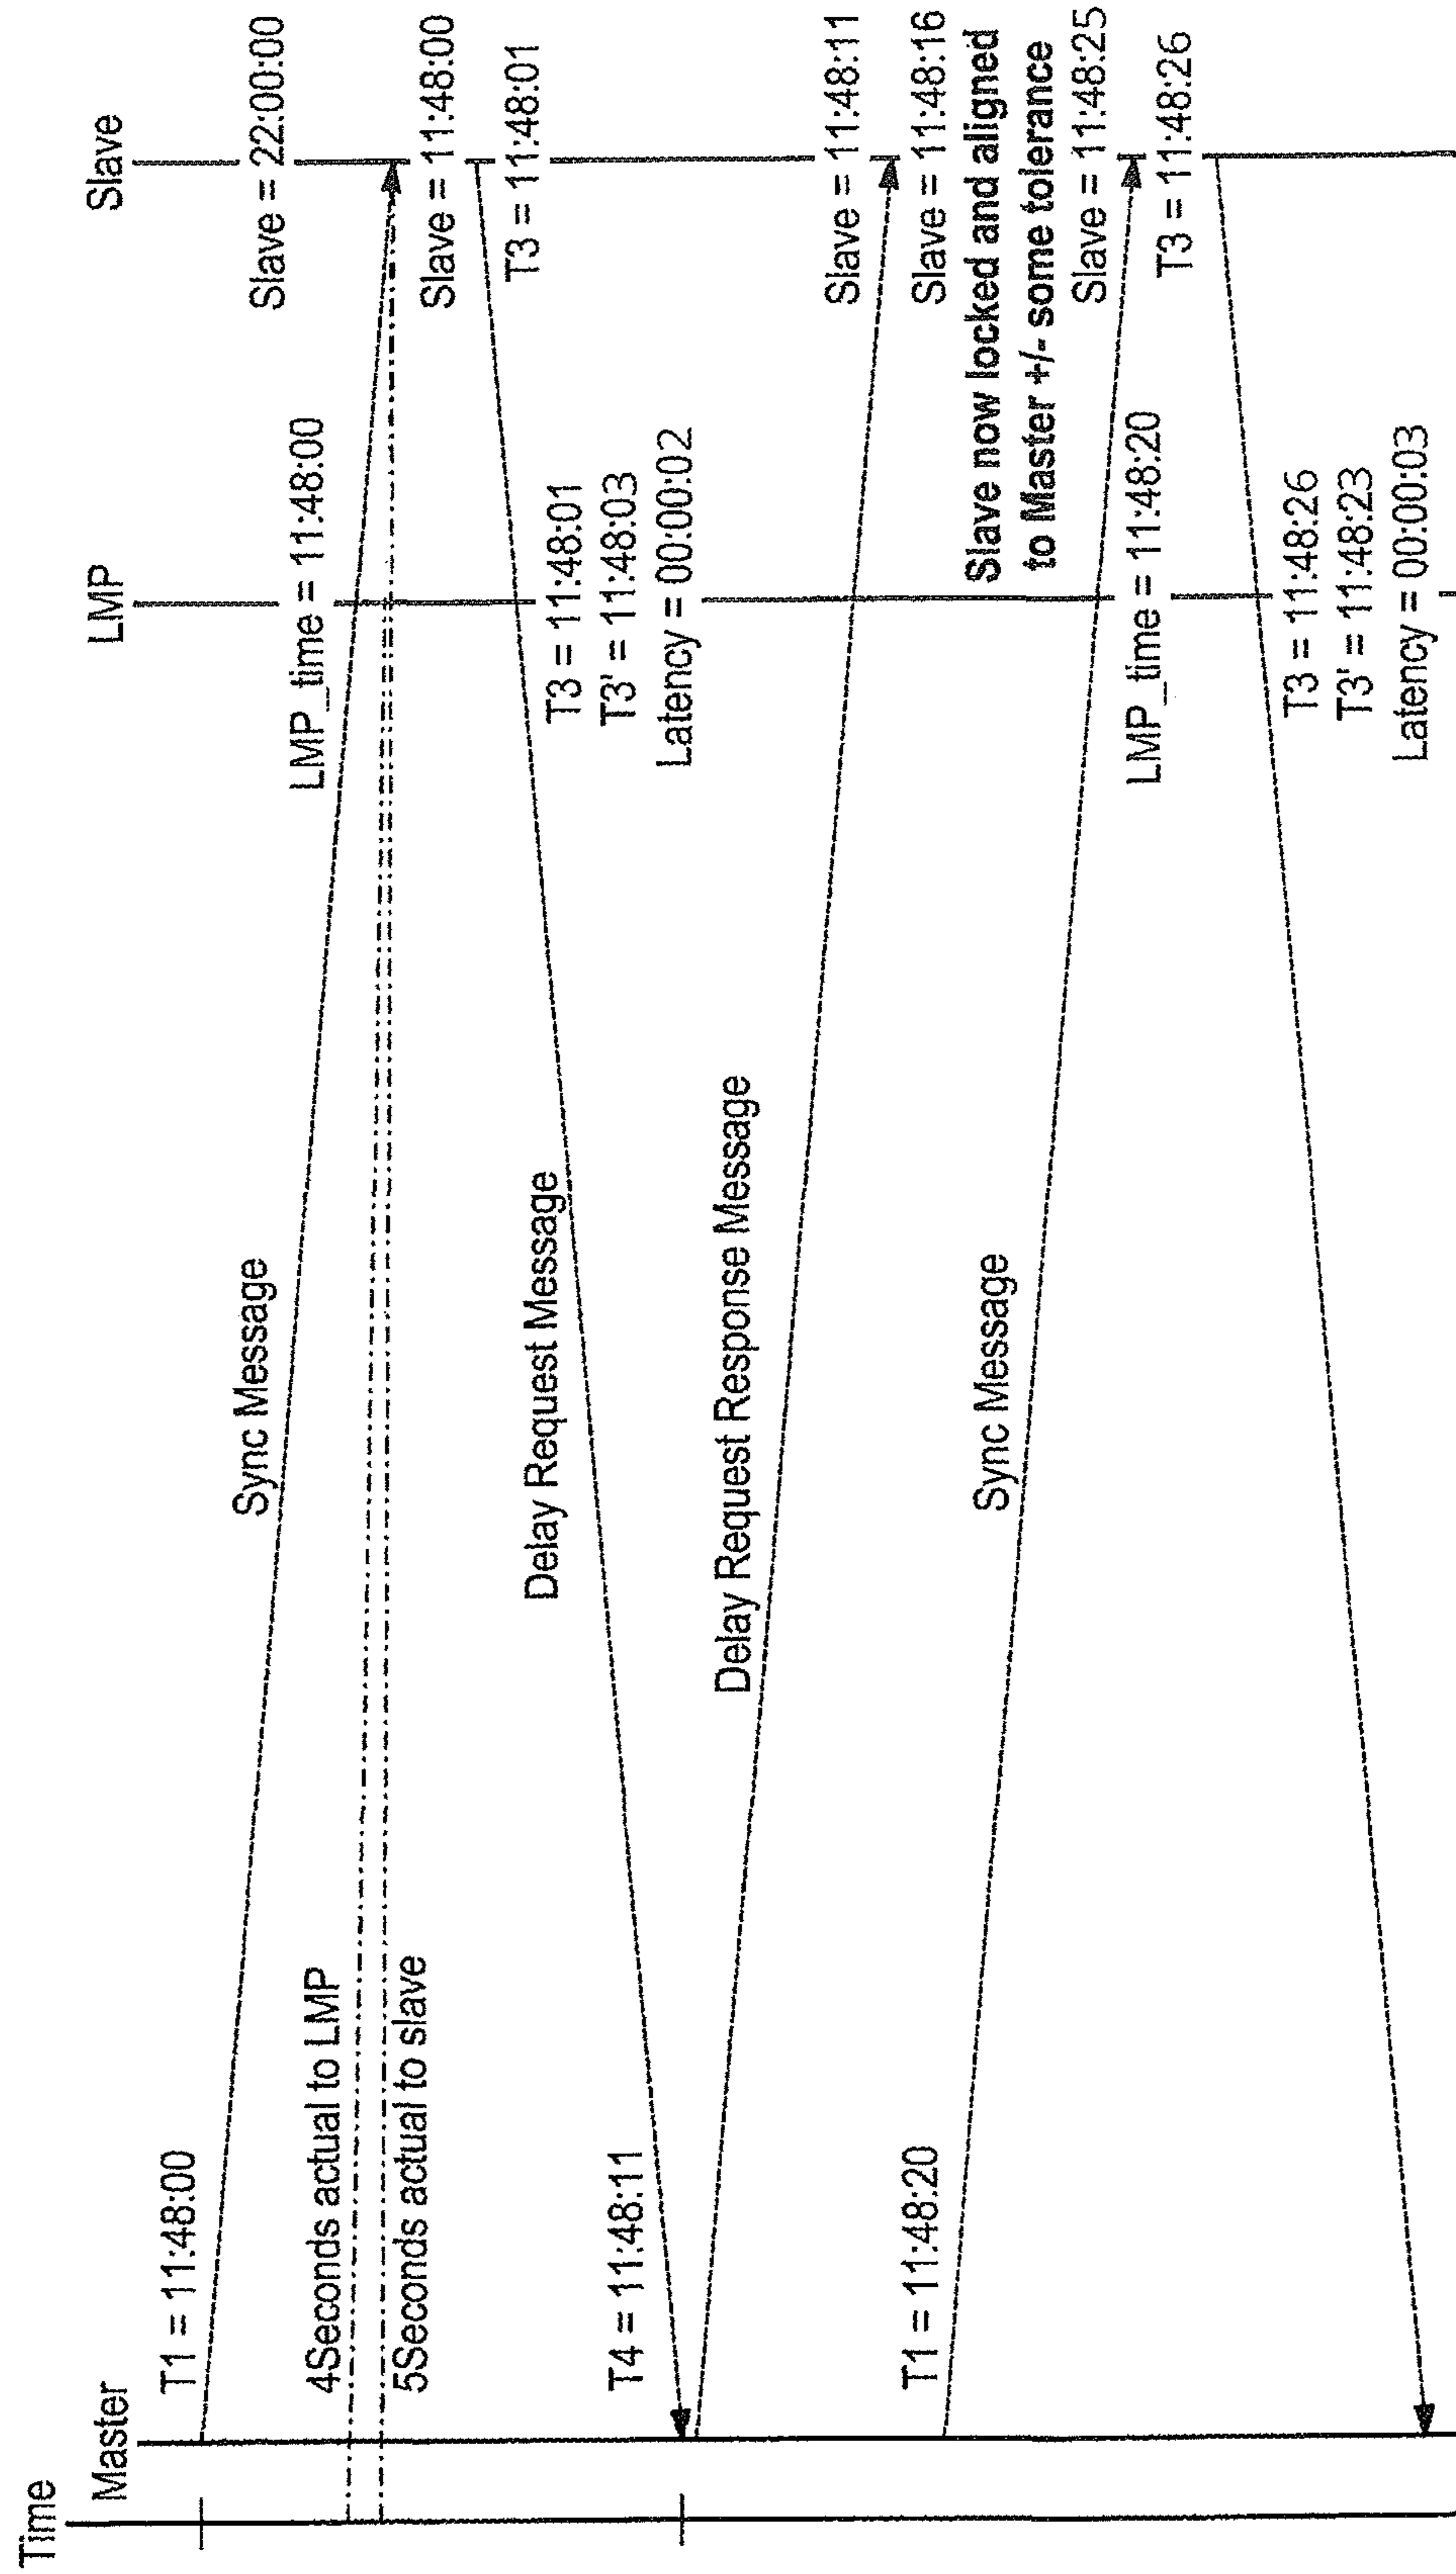 Time
Master
LMP
Slave
T1 = 11:48:00
Sync Message
LMP_time = 11:48:00
Slave = 22:00:00
4Seconds actual to LMP
5Seconds actual to slave
Slave = 11:48:00
T3 = 11:48:01
Delay Request Message
T3 = 11:48:01
T3' = 11:48:03
Latency = 00:00:02
T4 = 11:48:11
Delay Request Response Message
Slave = 11:48:11
Slave = 11:48:16
Slave now locked and aligned
to Master +/- some tolerance
T1 = 11:48:20
Sync Message
Slave = 11:48:25
LMP_time = 11:48:20
T3 = 11:48:26
T3 = 11:48:26
T3' = 11:48:23
Latency = 00:00:03